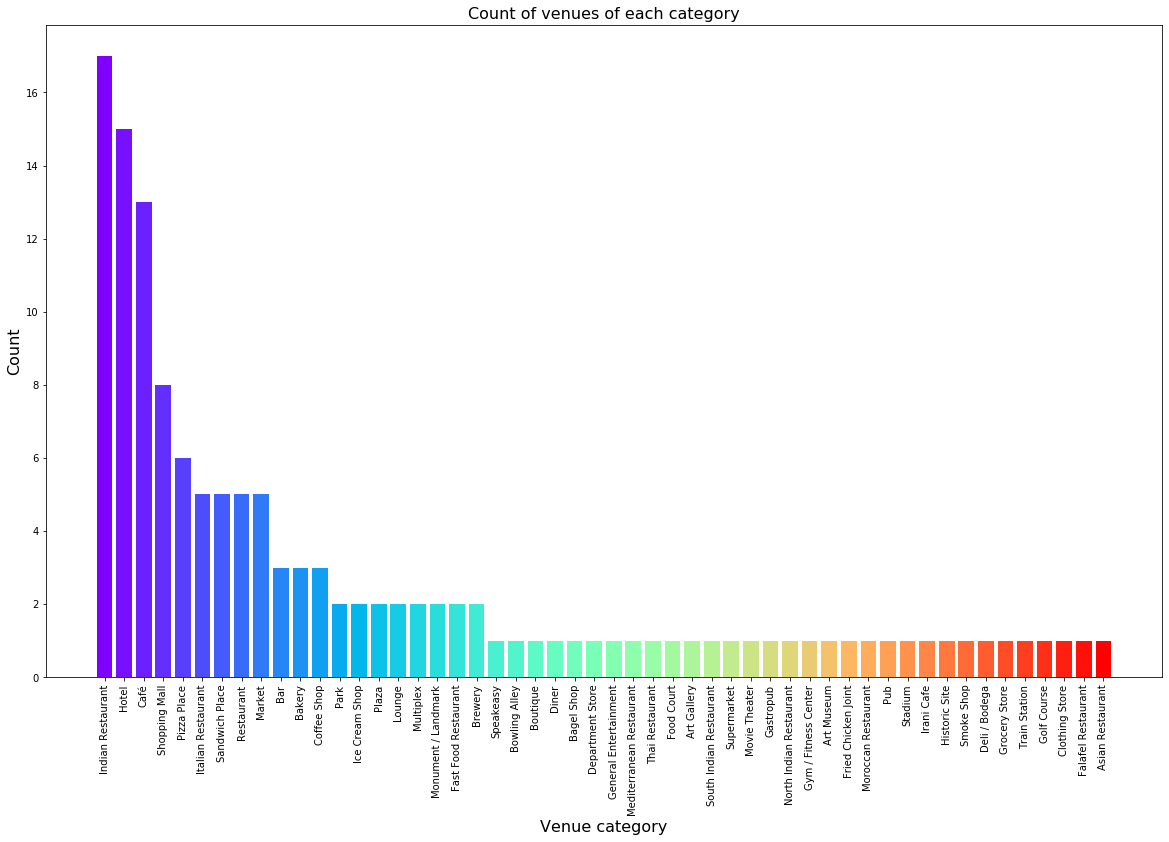 Count of venues of each category
Count
16
14
12
10
8
6
4
2
0
Indian Restaurant
Hotel
Café
Shopping Mall
Pizza Place
Italian Restaurant
Sandwich Place
Restaurant
Market
Bar
Bakery
Coffee Shop
Park
Ice Cream Shop
Plaza
Lounge
Multiplex
Monument / Landmark
Fast Food Restaurant
Brewery
Speakeasy
Bowling Alley
Boutique
Diner
Bagel Shop
Department Store
General Entertainment
Mediterranean Restaurant
Thai Restaurant
Food Court
Art Gallery
South Indian Restaurant
Supermarket
Movie Theater
Gastropub
North Indian Restaurant
Gym / Fitness Center
Art Museum
Fried Chicken Joint
Moroccan Restaurant
Pub
Stadium
Irani Cafe
Historic Site
Smoke Shop
Deli / Bodega
Grocery Store
Train Station
Golf Course
Clothing Store
Falafel Restaurant
Asian Restaurant
Venue category